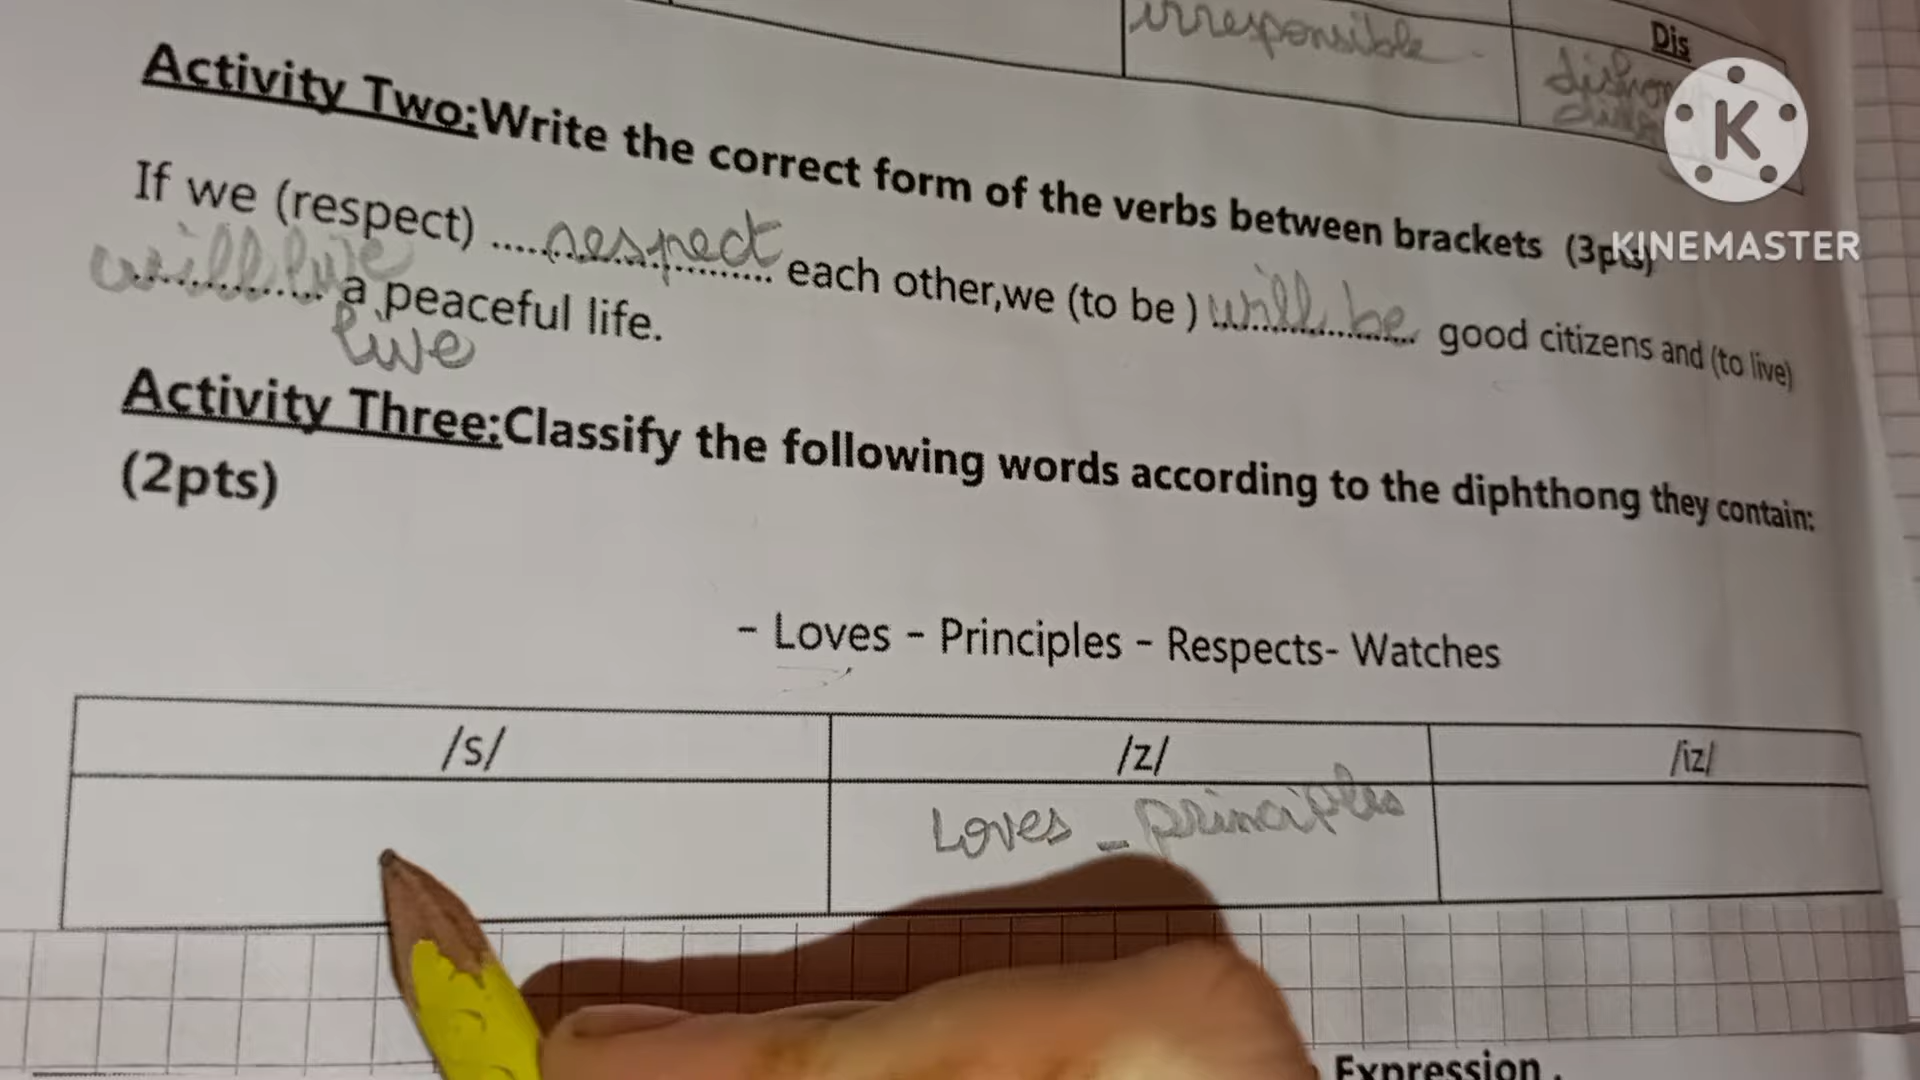 irresponsible
Dis
Activity Two:Write the correct form of the verbs between brackets (3pts)
If we (respect) ......respect...... each other,we (to be ) ...will be... good citizens and (to live)
will live a peaceful life.
live
Activity Three:Classify the following words according to the diphthong they contain:
(2pts)
- Loves - Principles - Respects- Watches
/s/ /z/ /iz/
Loves - principles
Expression .
K
KINEMASTER